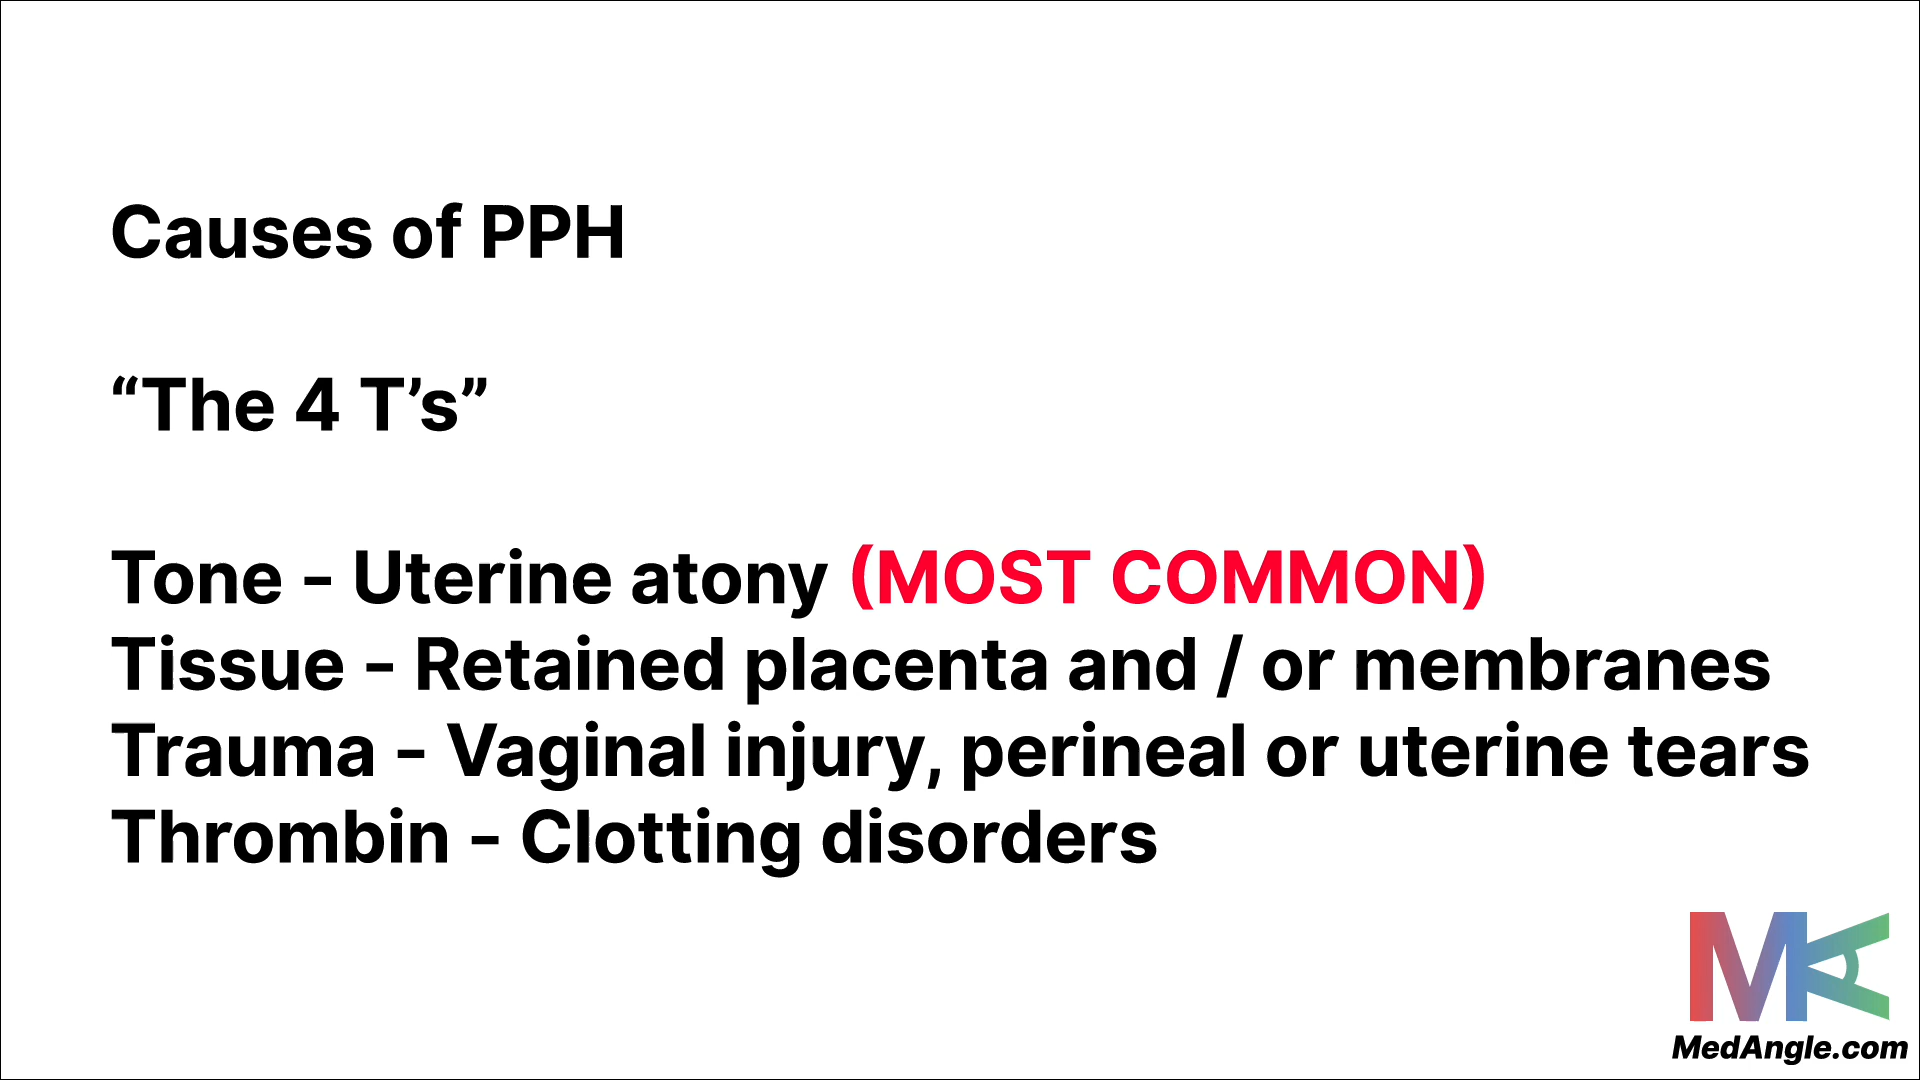 Causes of PPH
“The 4 T’s”
Tone - Uterine atony (MOST COMMON)
Tissue - Retained placenta and / or membranes
Trauma - Vaginal injury, perineal or uterine tears
Thrombin - Clotting disorders
MA
MedAngle.com